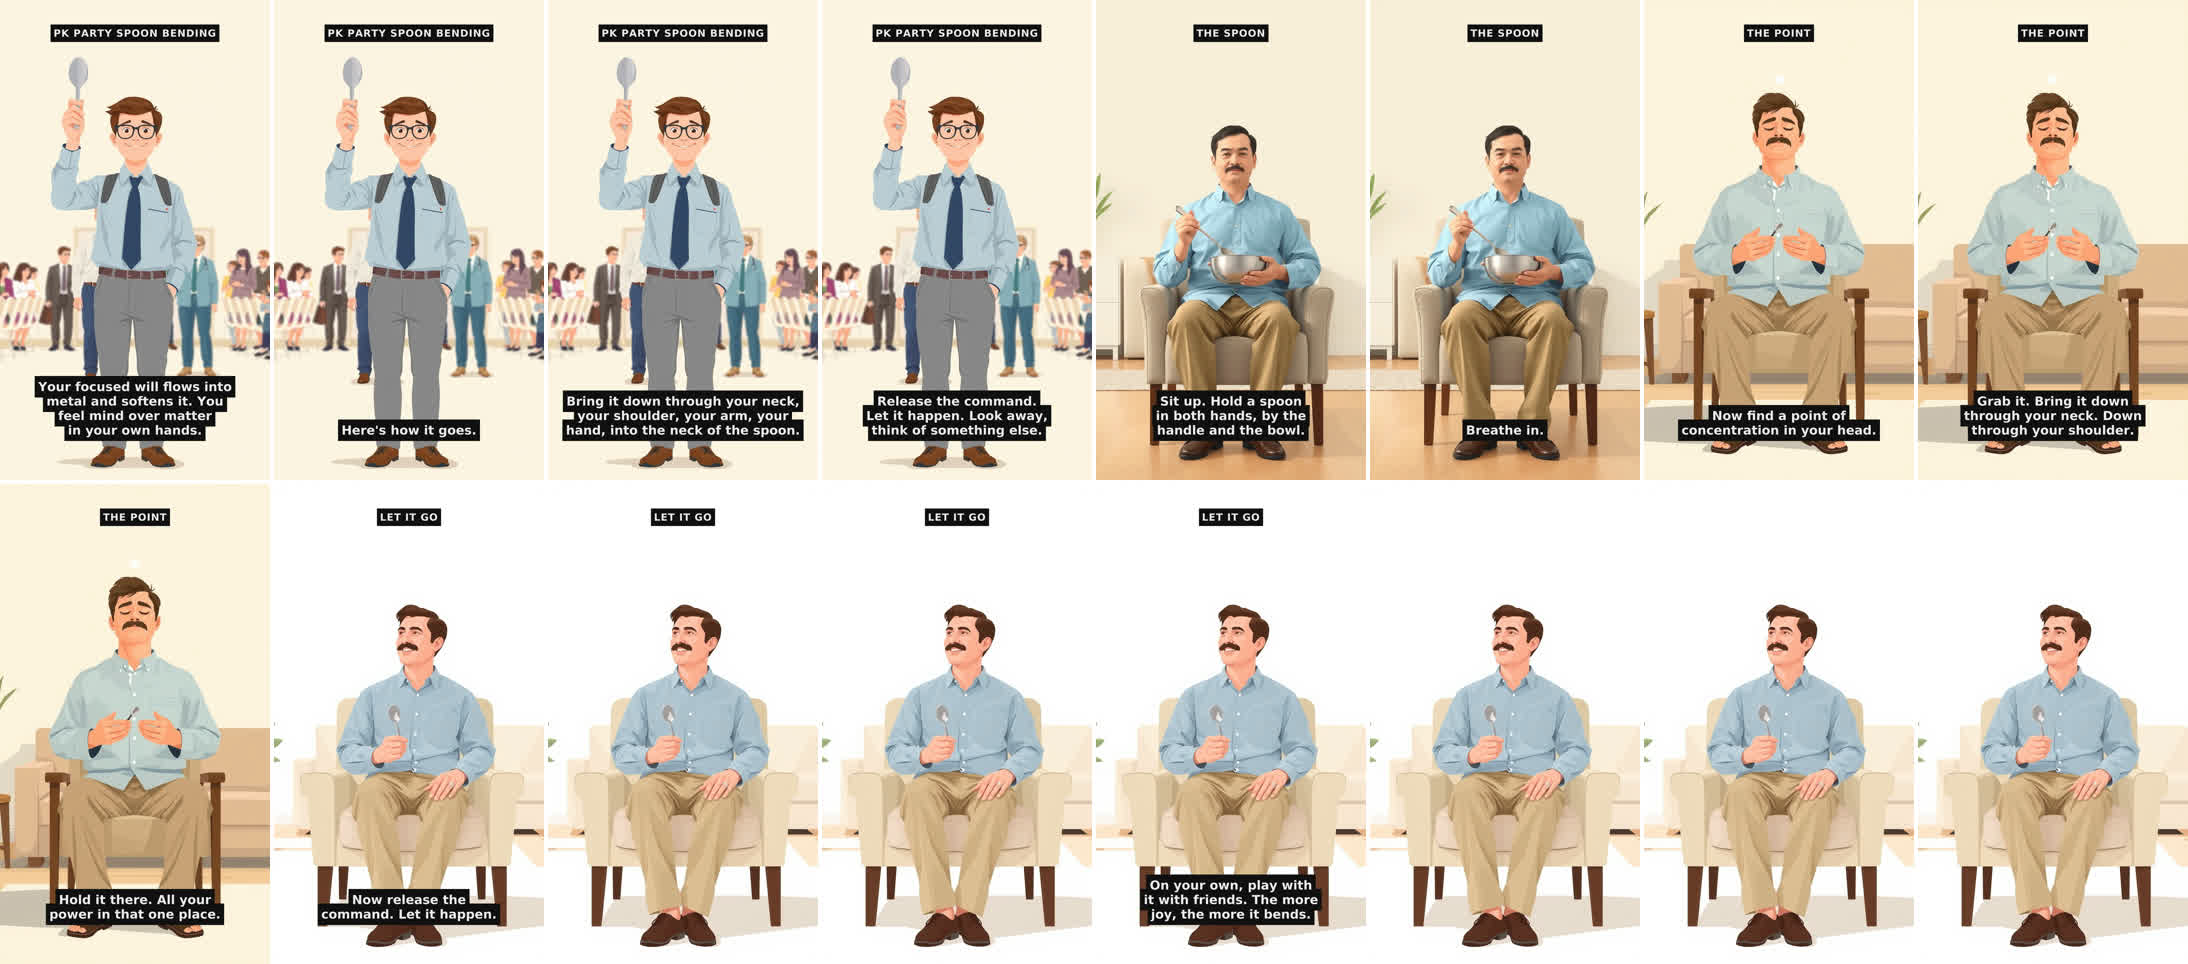 PK PARTY SPOON BENDING
Your focused will flows into
metal and softens it. You
feel mind over matter
in your own hands.
PK PARTY SPOON BENDING
Here's how it goes.
PK PARTY SPOON BENDING
Bring it down through your neck,
your shoulder, your arm, your
hand, into the neck of the spoon.
PK PARTY SPOON BENDING
Release the command.
Let it happen. Look away,
think of something else.
THE SPOON
Sit up. Hold a spoon
in both hands, by the
handle and the bowl.
THE SPOON
Breathe in.
THE POINT
Now find a point of
concentration in your head.
THE POINT
Grab it. Bring it down
through your neck. Down
through your shoulder.
THE POINT
Hold it there. All your
power in that one place.
LET IT GO
Now release the
command. Let it happen.
LET IT GO
LET IT GO
LET IT GO
On your own, play with
it with friends. The more
joy, the more it bends.